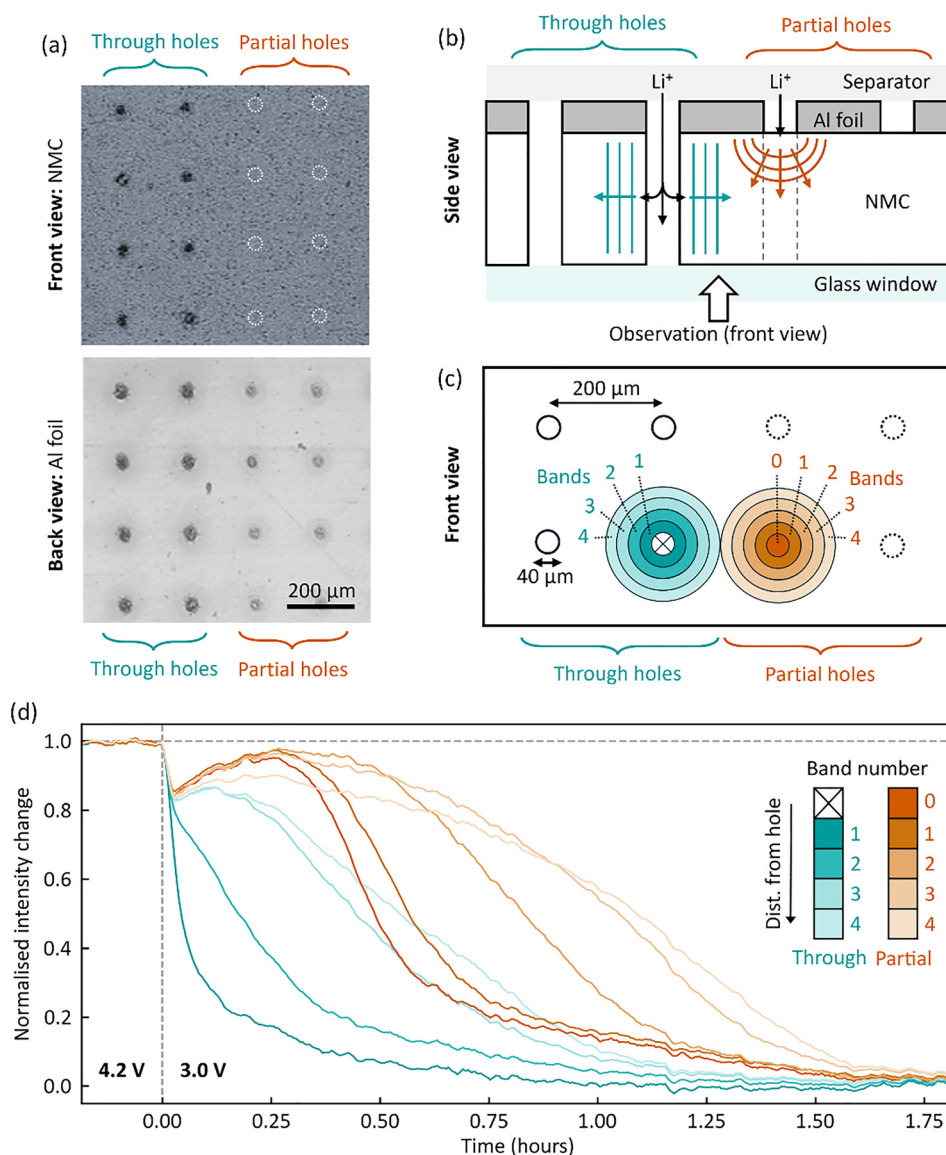 (a)
Through holes
Partial holes
Front view: NMC
Back view: Al foil
200 µm
Through holes
Partial holes
(b)
Through holes
Partial holes
Li⁺
Li⁺
Separator
Al foil
Side view
NMC
Glass window
Observation (front view)
(c)
200 µm
Front view
Bands
1
2
3
4
0
1
2
3
4
Bands
40 µm
Through holes
Partial holes
(d)
Normalised intensity change
1.0
0.8
0.6
0.4
0.2
0.0
4.2 V
3.0 V
Band number
Dist. from hole
0
1
1
2
2
3
3
4
4
Through
Partial
0.00
0.25
0.50
0.75
1.00
1.25
1.50
1.75
Time (hours)